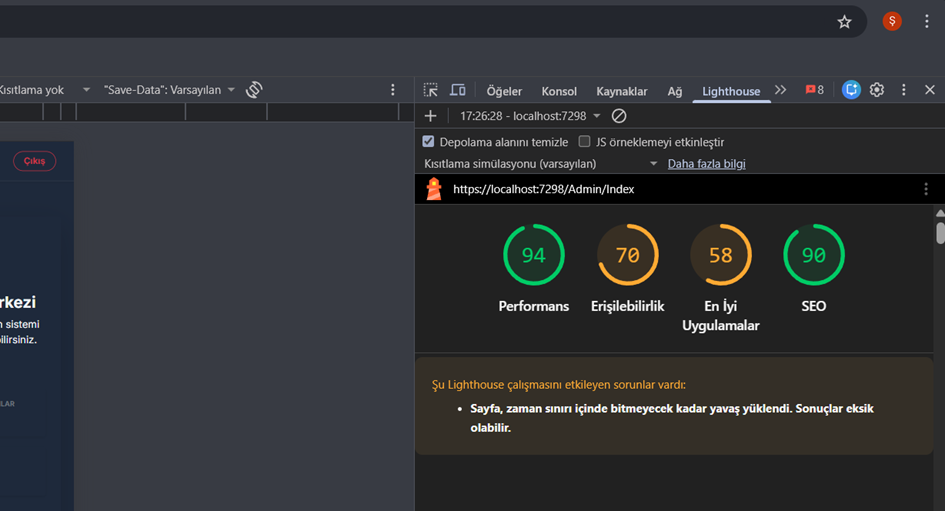 Ş
Kısıtlama yok
"Save-Data": Varsayılan
Öğeler
Konsol
Kaynaklar
Ağ
Lighthouse
8
17:26:28 - localhost:7298
Depolama alanını temizle
JS örneklemeyi etkinleştir
Kısıtlama simülasyonu (varsayılan)
Daha fazla bilgi
https://localhost:7298/Admin/Index
Çıkış
94
70
58
90
Performans
Erişilebilirlik
En İyi
Uygulamalar
SEO
rkezi
n sistemi
ilirsiniz.
LAR
Şu Lighthouse çalışmasını etkileyen sorunlar vardı:
• Sayfa, zaman sınırı içinde bitmeyecek kadar yavaş yüklendi. Sonuçlar eksik
olabilir.